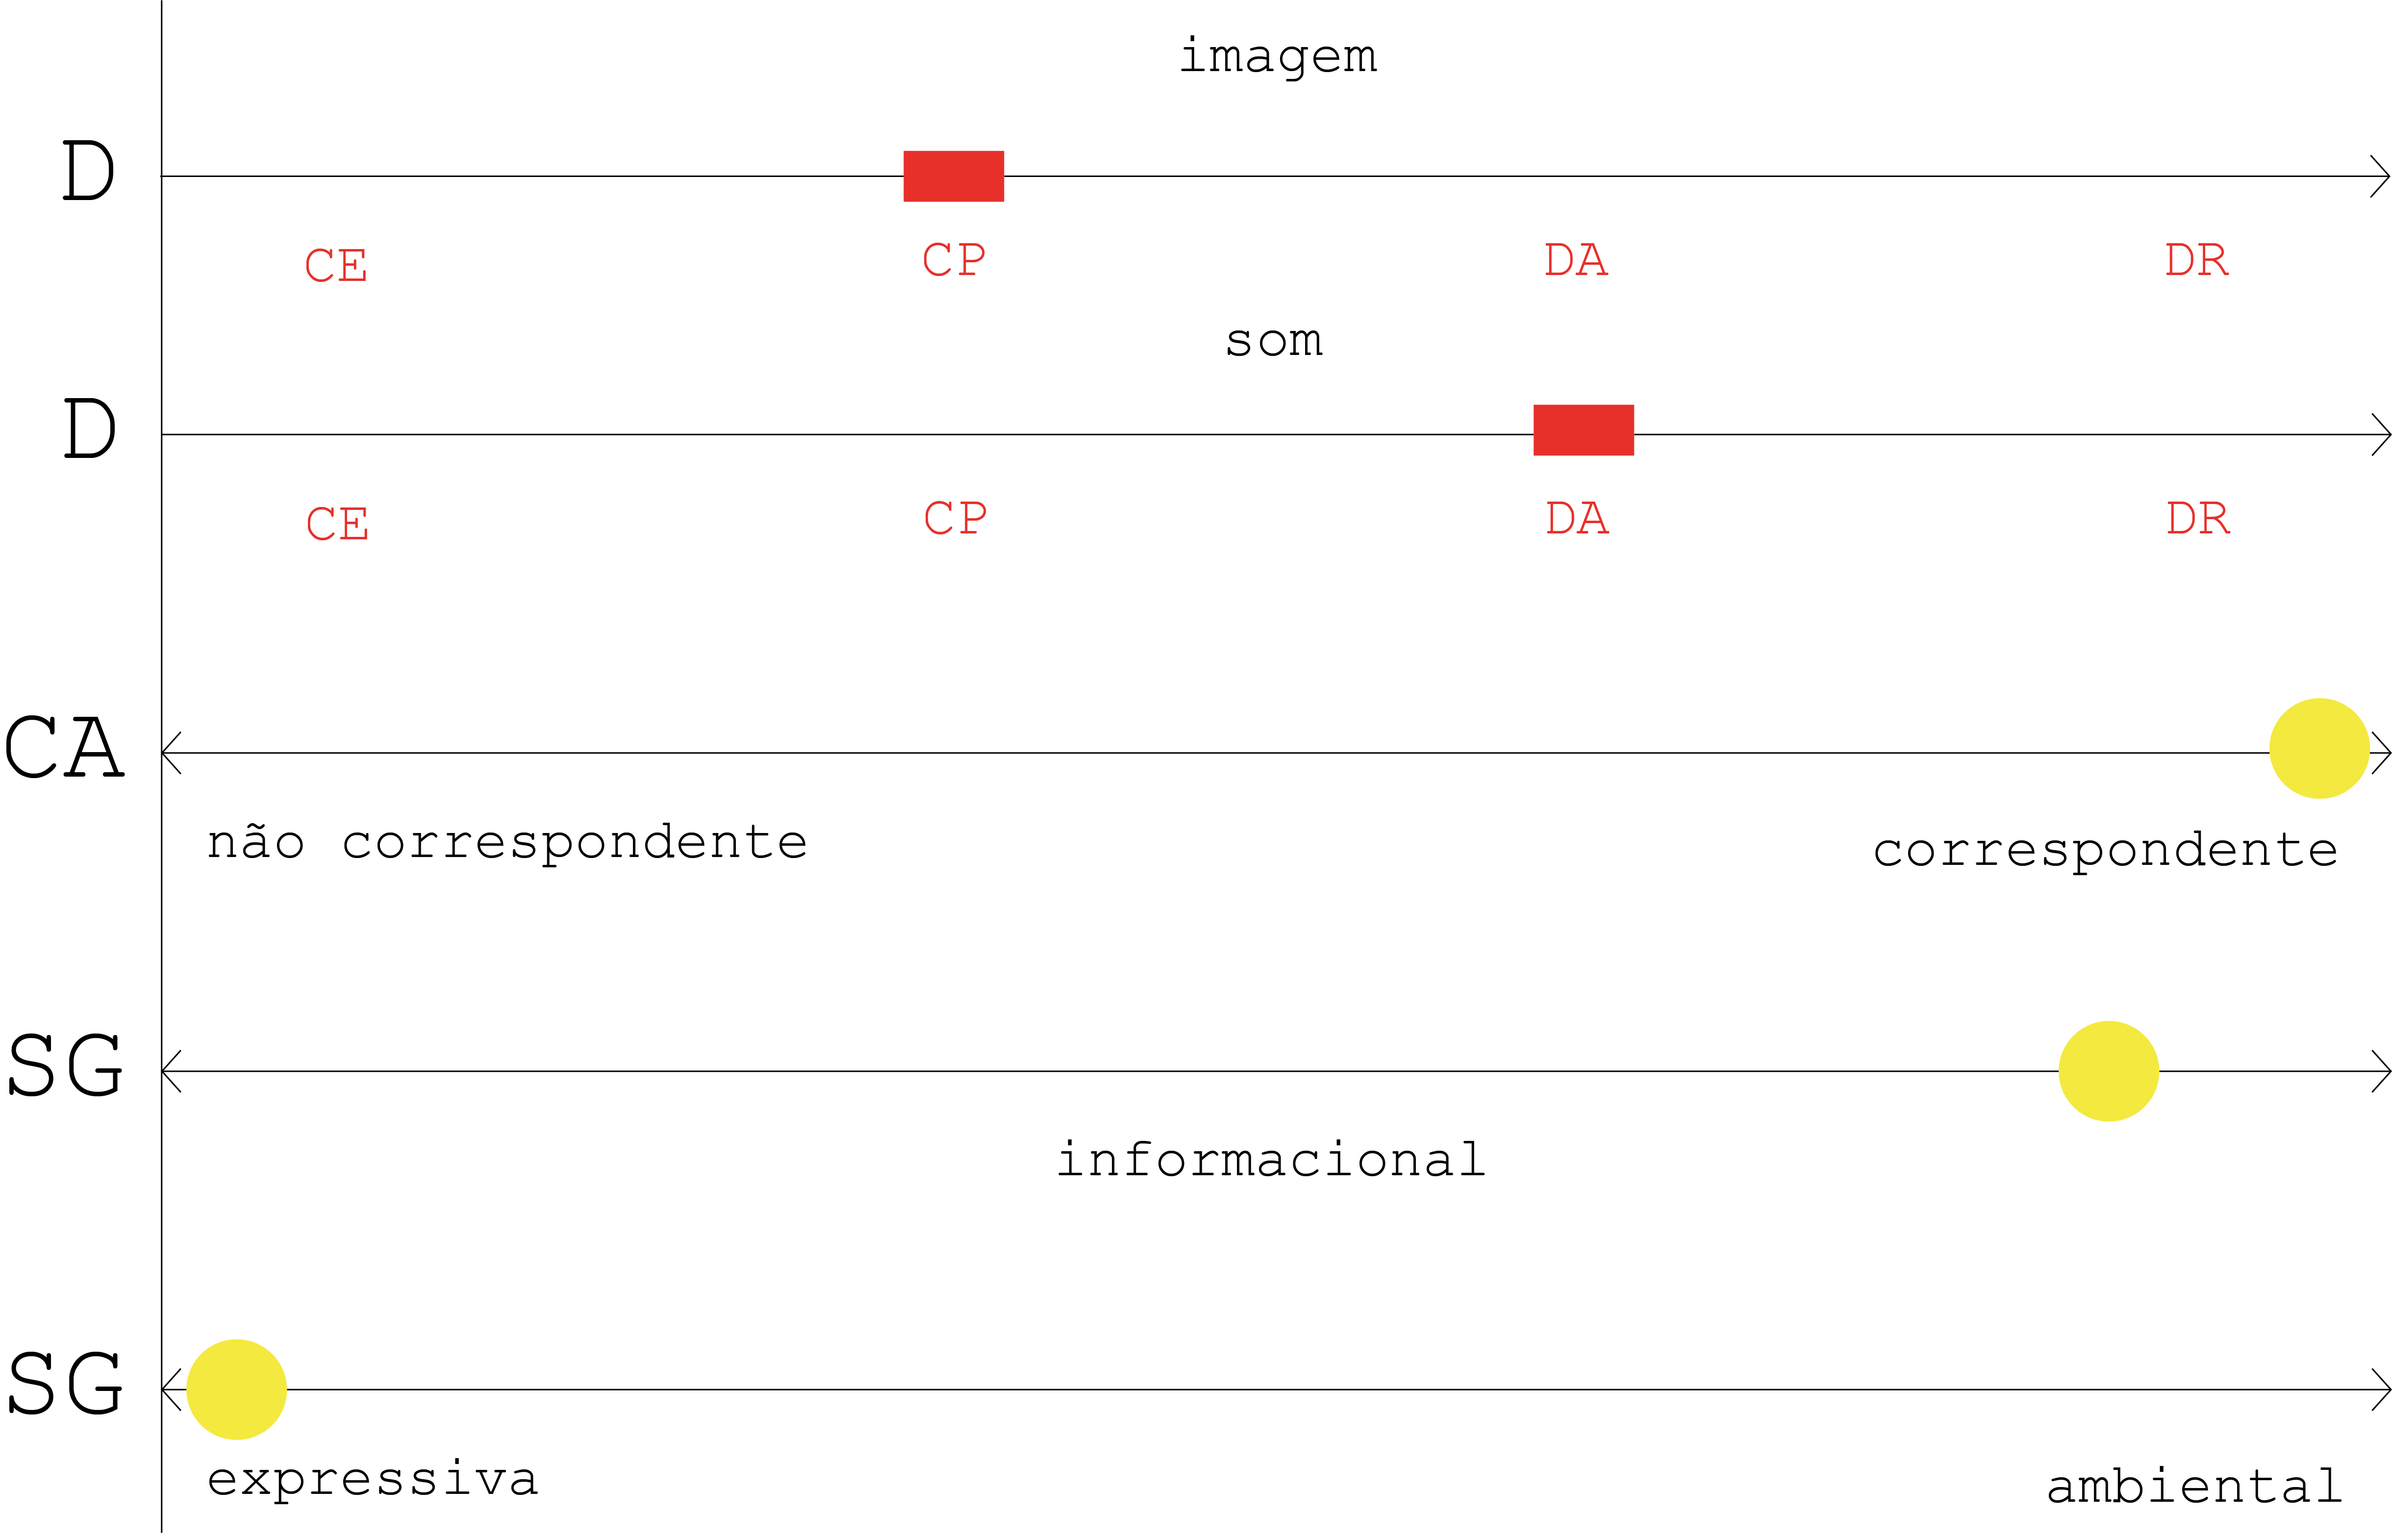 imagem
D
CE CP DA DR
som
D
CE CP DA DR
CA
não correspondente correspondente
SG
informacional
SG
expressiva ambiental